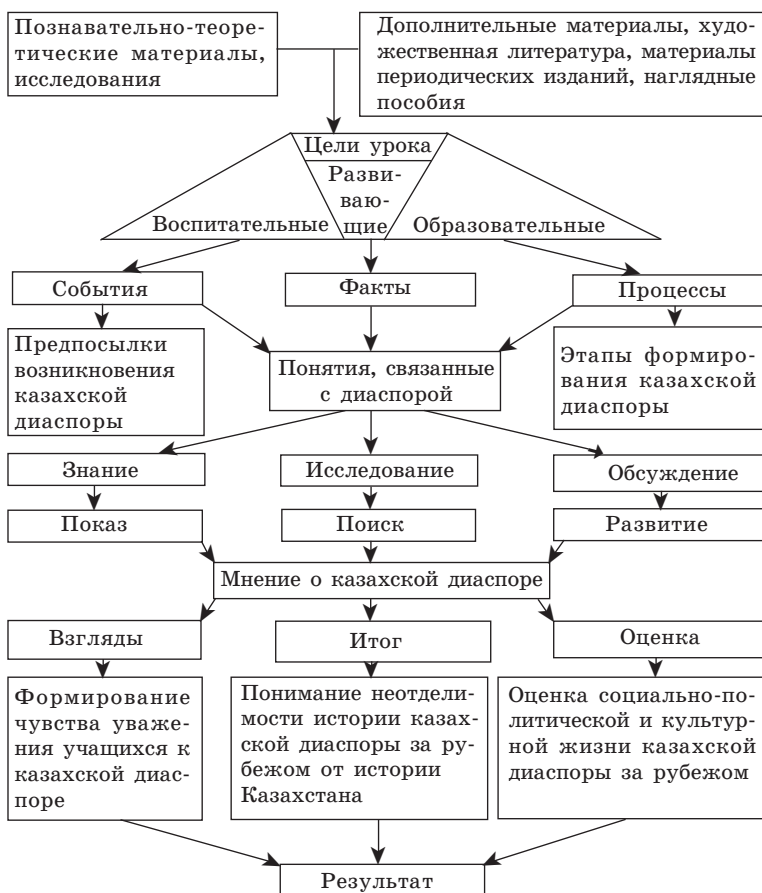 Познавательно-теоре-
тические материалы,
исследования
Дополнительные материалы, худо-
жественная литература, материалы
периодических изданий, наглядные
пособия
Цели урока
Разви-
ваю-
щие
Воспитательные
Образовательные
События
Факты
Процессы
Предпосылки
возникновения
казахской
диаспоры
Понятия, связанные
с диаспорой
Этапы формиро-
вания казахской
диаспоры
Знание
Исследование
Обсуждение
Показ
Поиск
Развитие
Мнение о казахской диаспоре
Взгляды
Итог
Оценка
Формирование
чувства уваже-
ния учащихся к
казахской диас-
поре
Понимание неотдели-
мости истории казах-
ской диаспоры за ру-
бежом от истории
Казахстана
Оценка социально-по-
литической и культур-
ной жизни казахской
диаспоры за рубежом
Результат